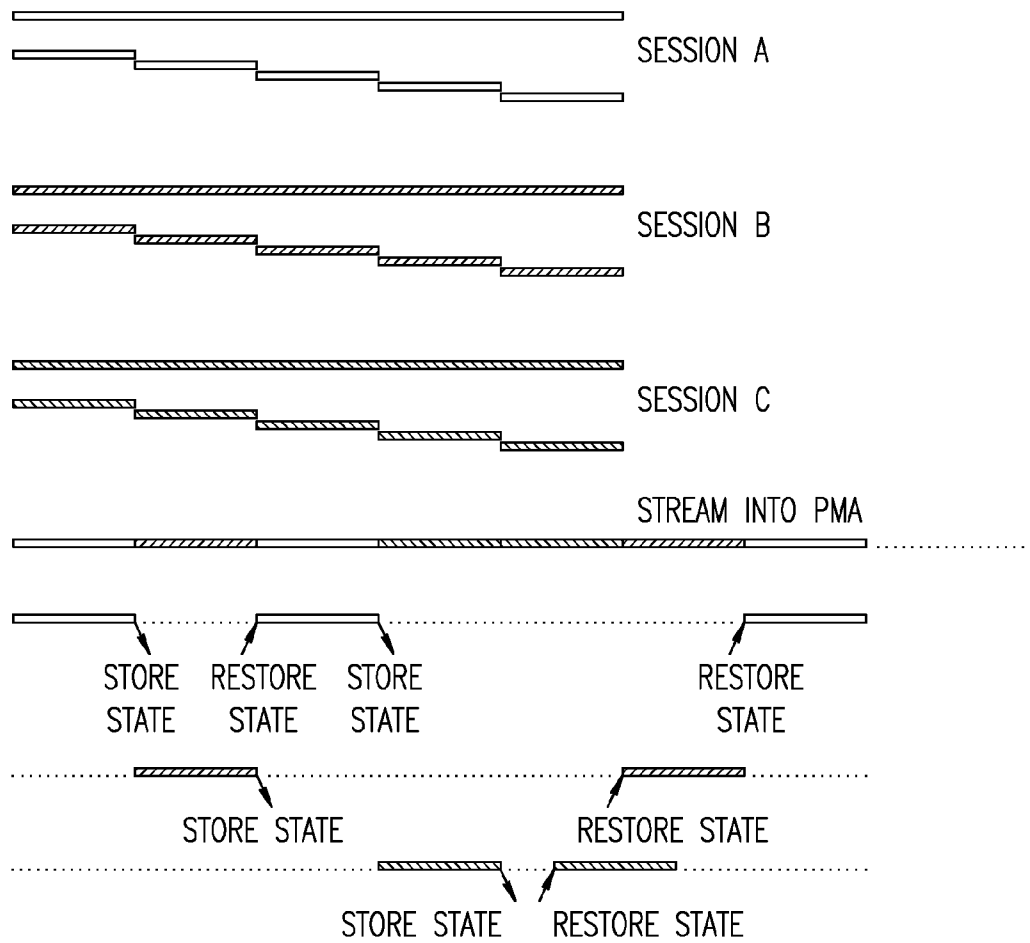 SESSION A
SESSION B
SESSION C
STREAM INTO PMA
STORE RESTORE STORE RESTORE
STATE STATE STATE STATE
STORE STATE RESTORE STATE
STORE STATE RESTORE STATE